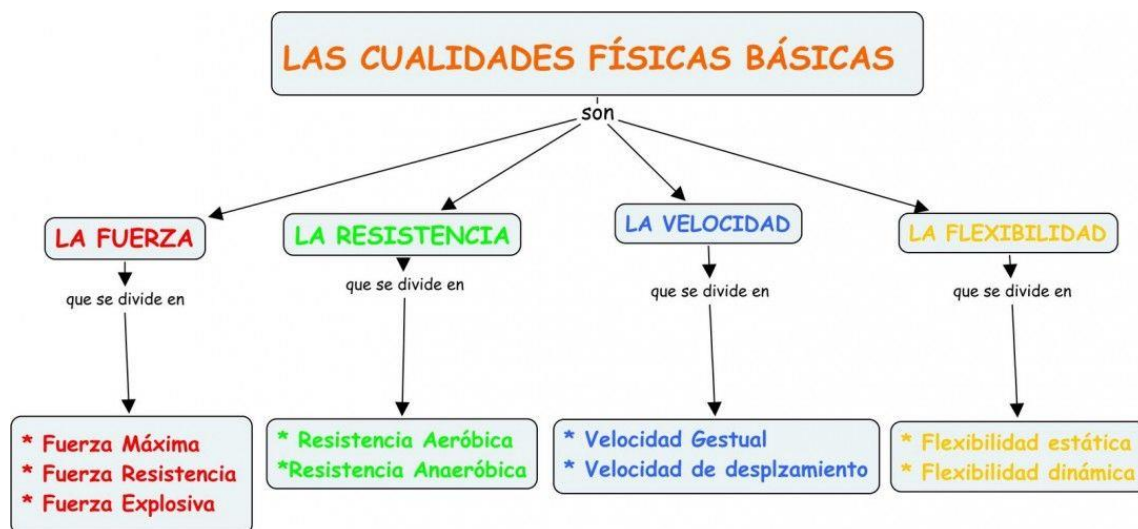 LAS CUALIDADES FÍSICAS BÁSICAS
son
LA FUERZA
LA RESISTENCIA
LA VELOCIDAD
LA FLEXIBILIDAD
que se divide en
que se divide en
que se divide en
que se divide en
* Fuerza Máxima
* Fuerza Resistencia
* Fuerza Explosiva
* Resistencia Aeróbica
*Resistencia Anaeróbica
* Velocidad Gestual
* Velocidad de desplzamiento
* Flexibilidad estática
* Flexibilidad dinámica